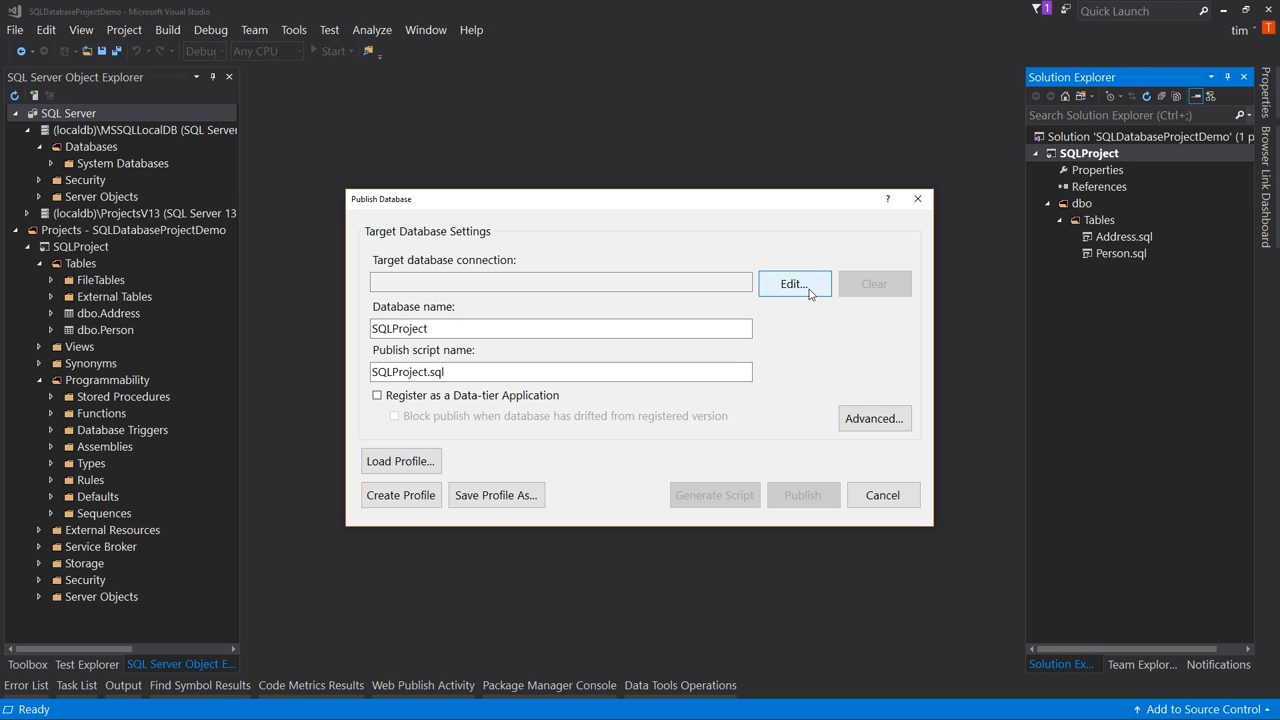 SQLDatabaseProjectDemo - Microsoft Visual Studio
1
Quick Launch
File Edit View Project Build Debug Team Tools Test Analyze Window Help
tim
T
Debug
Any CPU
Start
SQL Server Object Explorer
SQL Server
(localdb)\MSSQLLocalDB (SQL Server
Databases
System Databases
Security
Server Objects
(localdb)\ProjectsV13 (SQL Server 13
Projects - SQLDatabaseProjectDemo
SQLProject
Tables
FileTables
External Tables
dbo.Address
dbo.Person
Views
Synonyms
Programmability
Stored Procedures
Functions
Database Triggers
Assemblies
Types
Rules
Defaults
Sequences
External Resources
Service Broker
Storage
Security
Server Objects
Toolbox Test Explorer SQL Server Object E...
Publish Database
?
Target Database Settings
Target database connection:
Edit...
Clear
Database name:
SQLProject
Publish script name:
SQLProject.sql
Register as a Data-tier Application
Block publish when database has drifted from registered version
Advanced...
Load Profile...
Create Profile
Save Profile As...
Generate Script
Publish
Cancel
Solution Explorer
Search Solution Explorer (Ctrl+;)
Solution 'SQLDatabaseProjectDemo' (1 p
SQLProject
Properties
References
dbo
Tables
Address.sql
Person.sql
Solution Ex... Team Explor... Notifications
Properties
Browser Link Dashboard
Error List Task List Output Find Symbol Results Code Metrics Results Web Publish Activity Package Manager Console Data Tools Operations
Ready
Add to Source Control